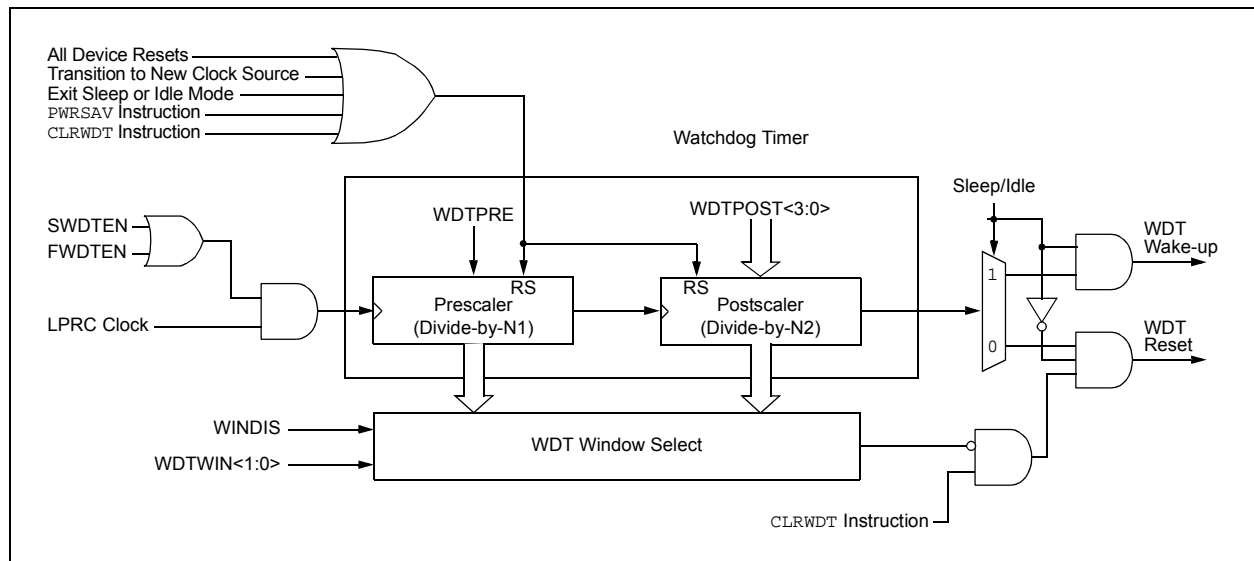 All Device Resets
Transition to New Clock Source
Exit Sleep or Idle Mode
PWRSAV Instruction
CLRWDT Instruction
Watchdog Timer
Sleep/Idle
SWDTEN
FWDTEN
WDTPRE
WDTPOST<3:0>
WDT
Wake-up
RS
RS
1
Prescaler
(Divide-by-N1)
Postscaler
(Divide-by-N2)
LPRC Clock
0
WDT
Reset
WINDIS
WDT Window Select
WDTWIN<1:0>
CLRWDT Instruction